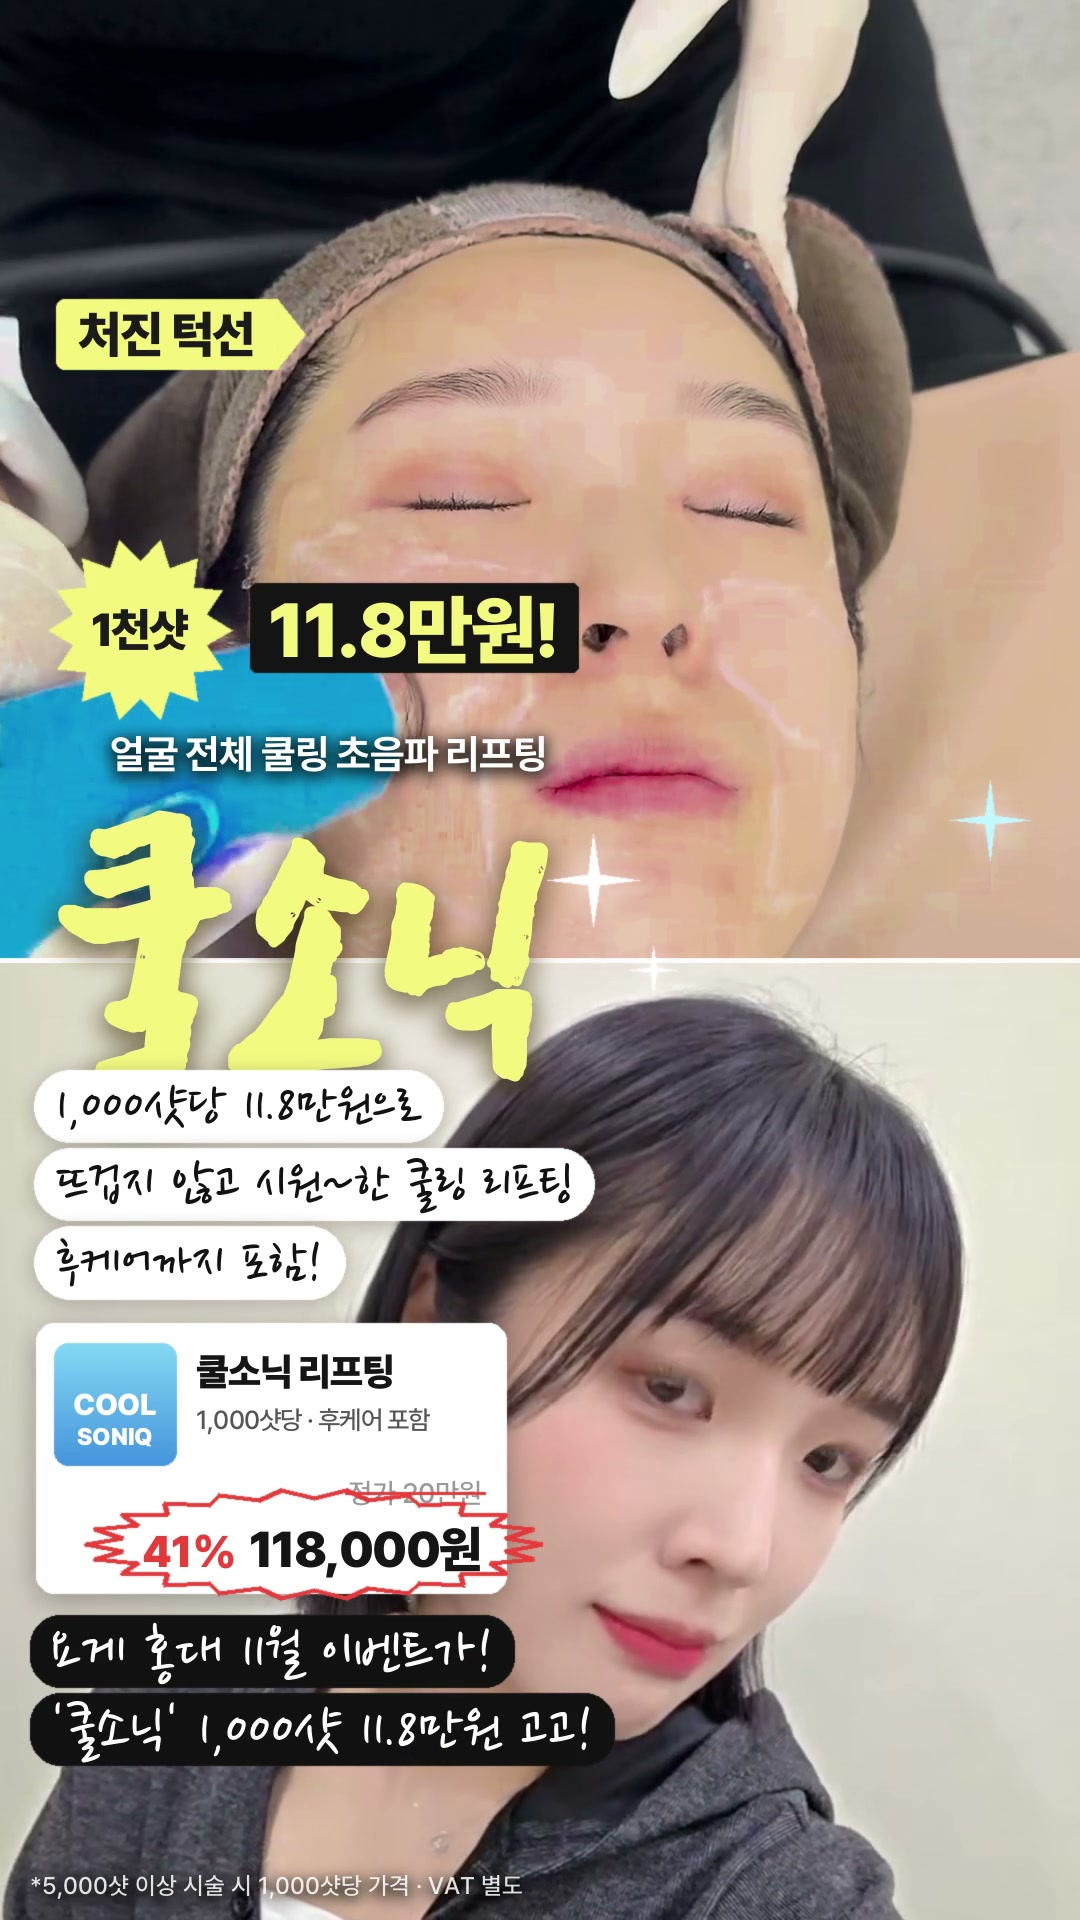 처진 턱선
1천샷
11.8만원!
얼굴 전체 쿨링 초음파 리프팅
쿨소닉
1,000샷당 11.8만원으로
뜨겁지 않고 시원~한 쿨링 리프팅
후케어까지 포함!
COOL
SONIQ
쿨소닉 리프팅
1,000샷당 · 후케어 포함
정가 20만원
41% 118,000원
요게 홍대 11월 이벤트가!
'쿨소닉' 1,000샷 11.8만원 고고!
*5,000샷 이상 시술 시 1,000샷당 가격 · VAT 별도